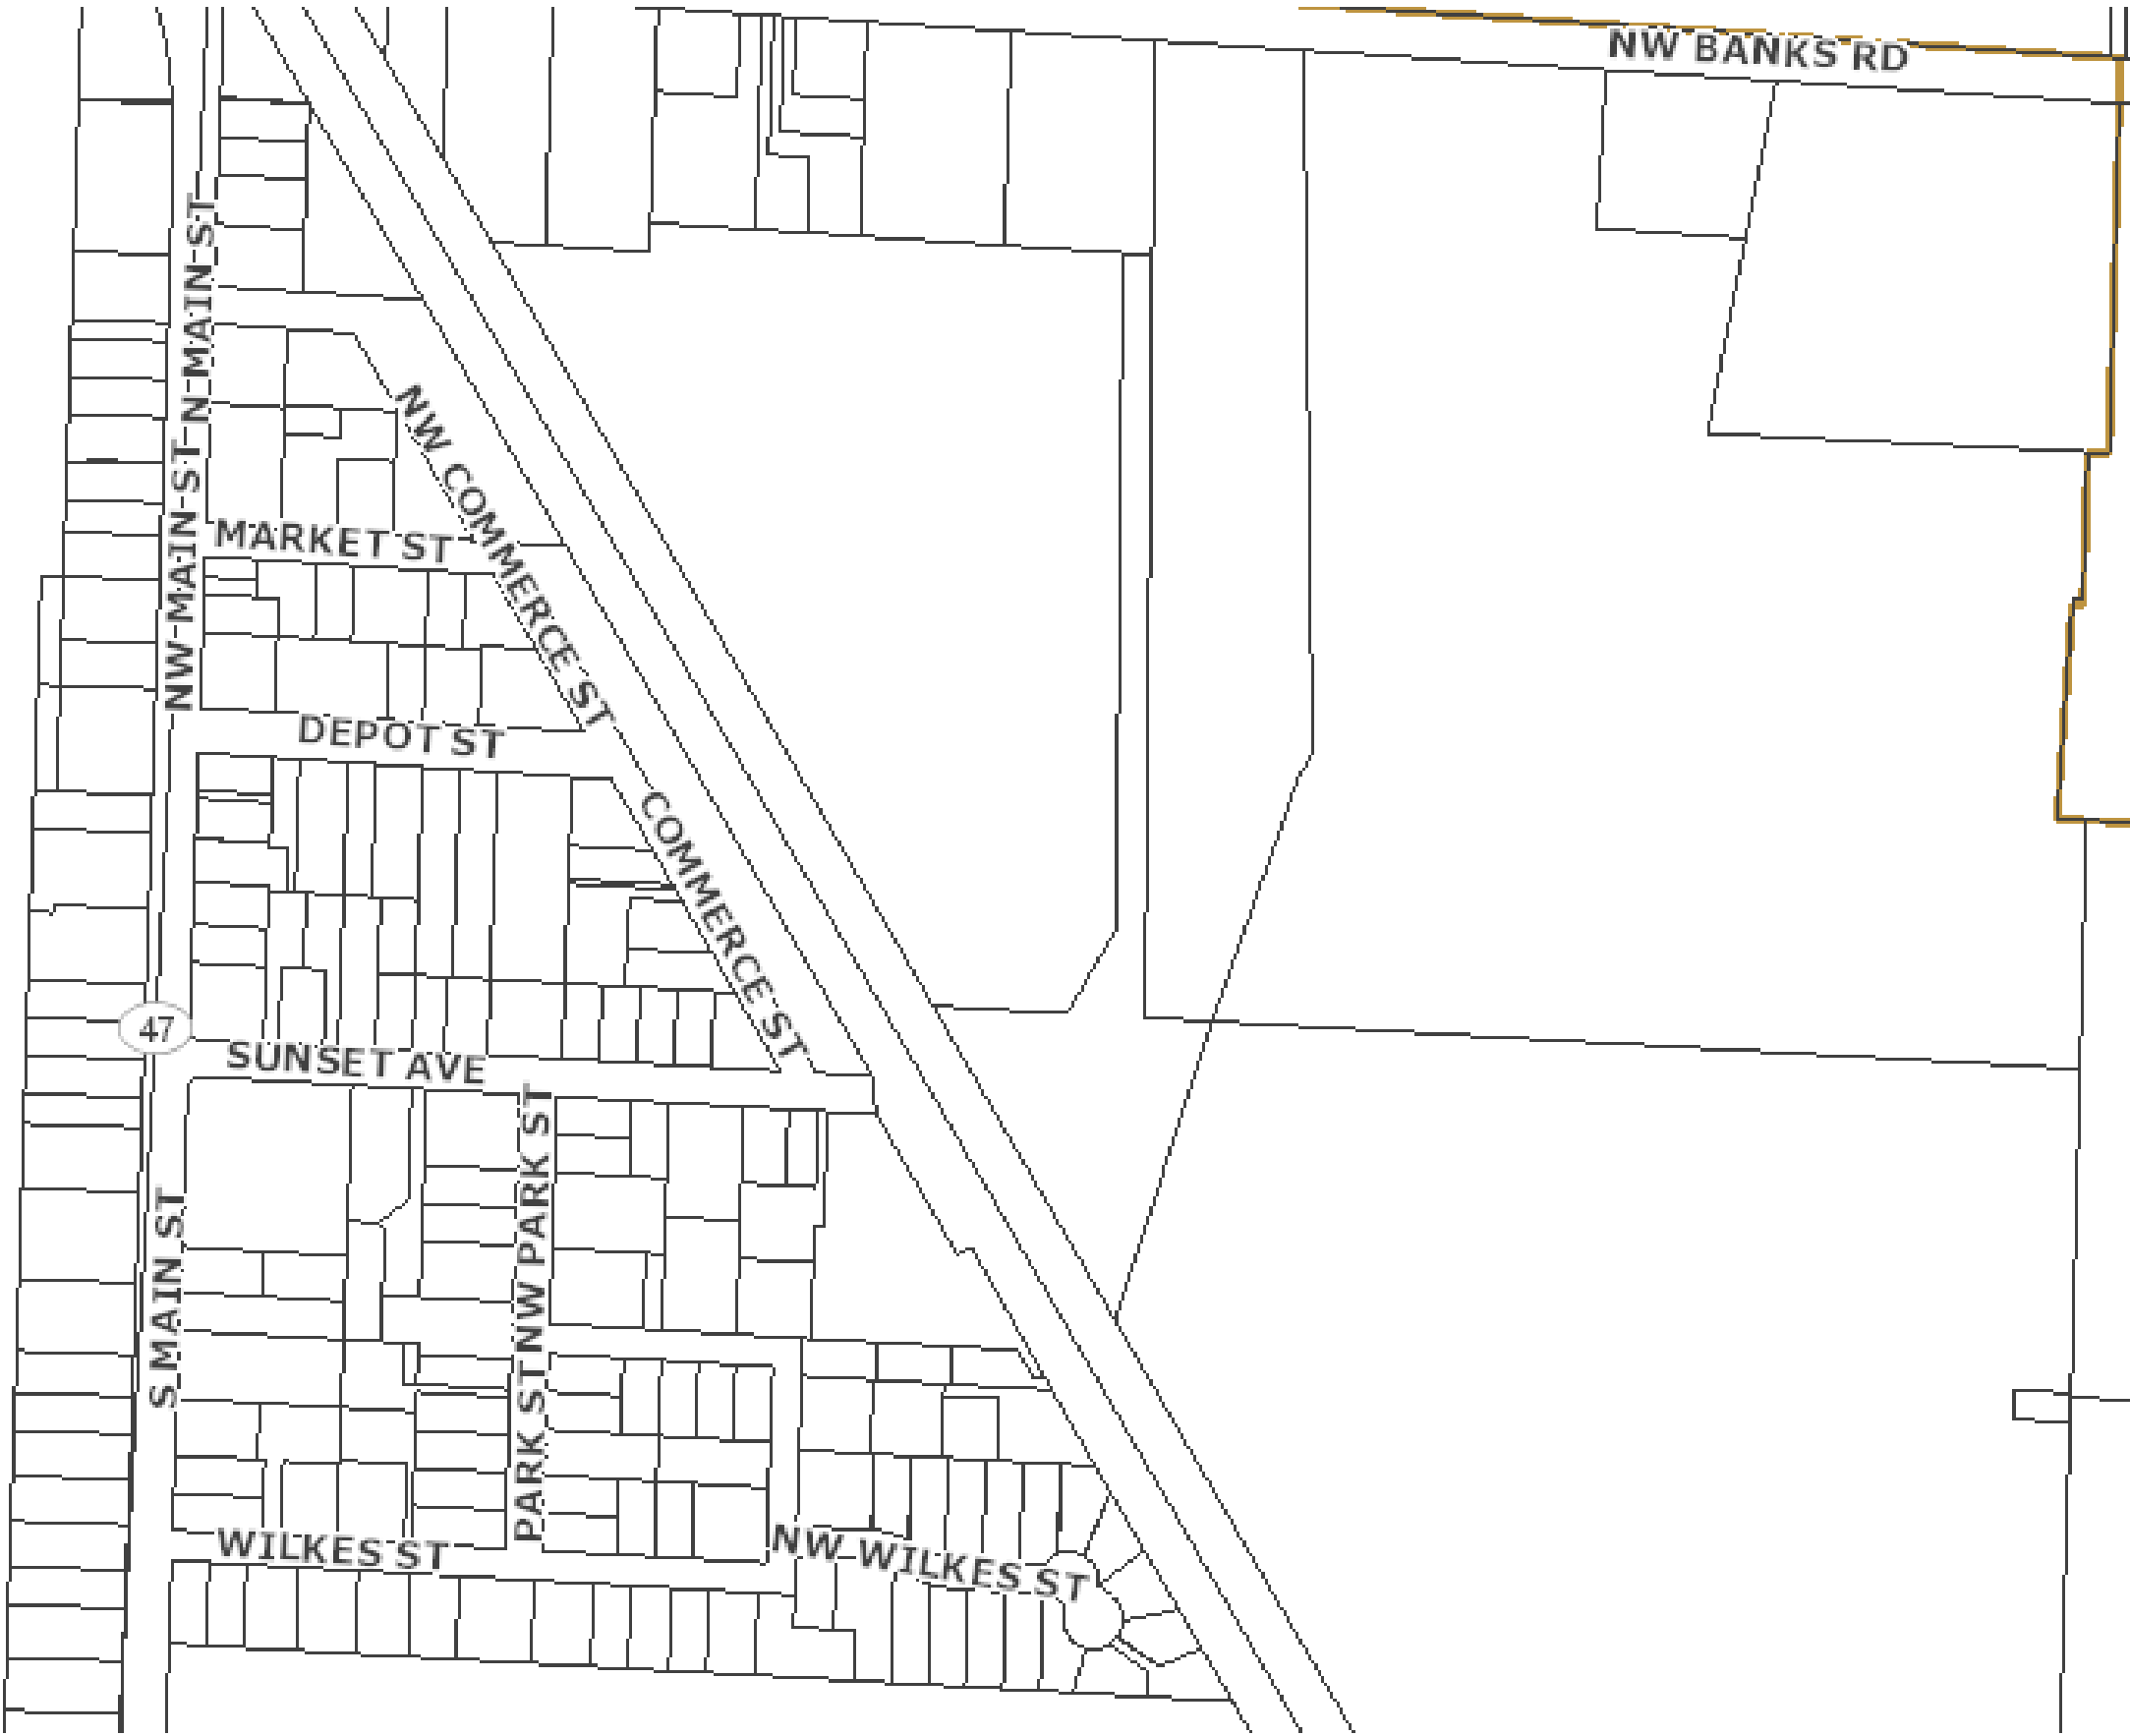 NW BANKS RD
N MAIN ST
NW COMMERCE ST
NW MAIN ST
MARKET ST
DEPOT ST
COMMERCE ST
47
SUNSET AVE
NW PARK ST
S MAIN ST
PARK ST
WILKES ST
NW WILKES ST